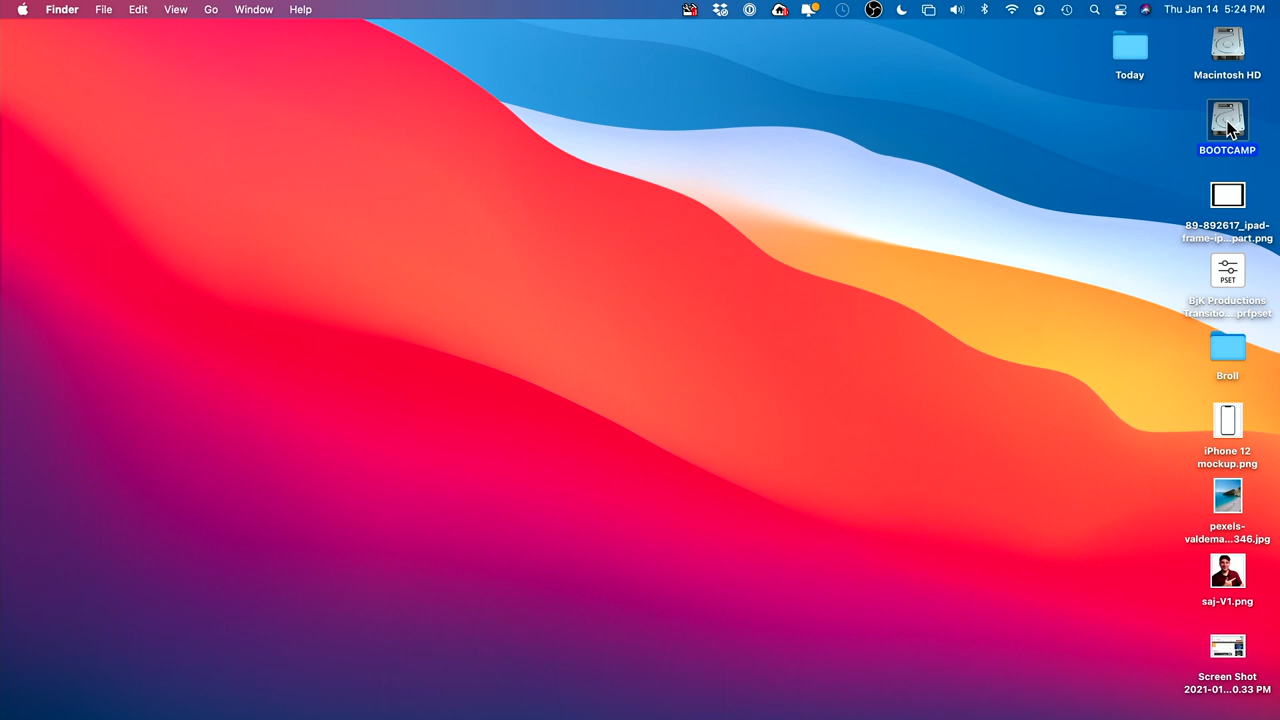 Finder File Edit View Go Window Help Thu Jan 14 5:24 PM
Today
Macintosh HD
BOOTCAMP
89-892617_ipad-
frame-ip...part.png
PSET
BjK Productions
Transitio....prfpset
Broll
iPhone 12
mockup.png
pexels-
valdema...346.jpg
saj-V1.png
Screen Shot
2021-01...0.33 PM